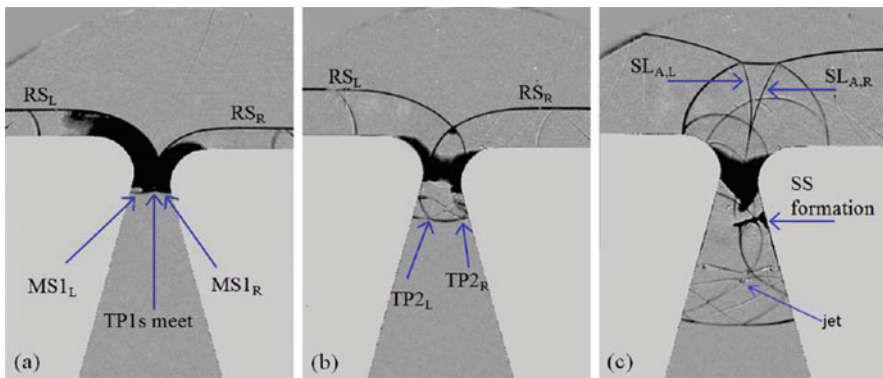 RS_L
RS_R
MS1_L
MS1_R
TP1s meet
(a)
RS_L
RS_R
TP2_L
TP2_R
(b)
SL_A,L
SL_A,R
SS
formation
jet
(c)